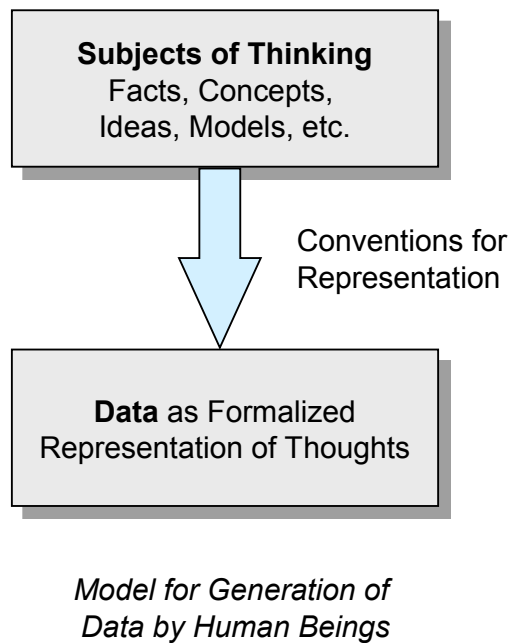 Subjects of Thinking
Facts, Concepts,
Ideas, Models, etc.
Conventions for
Representation
Data as Formalized
Representation of Thoughts
Model for Generation of
Data by Human Beings